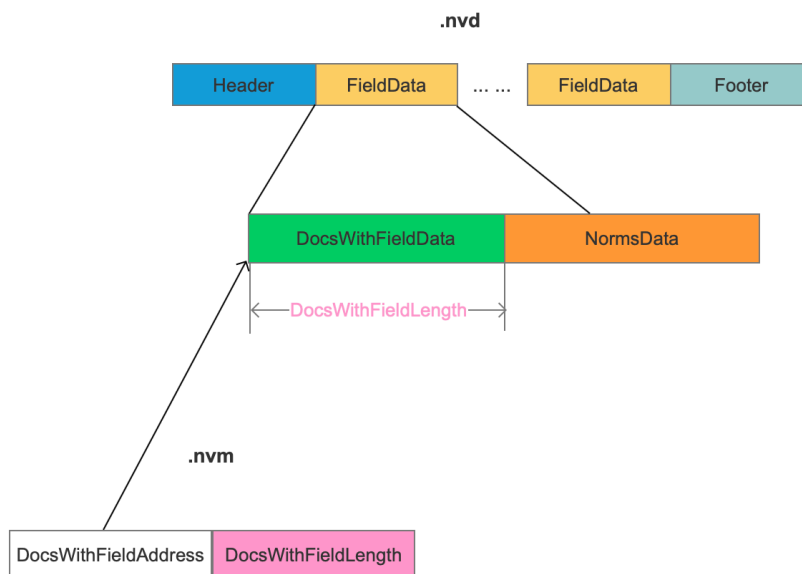 .nvd
Header FieldData ... ... FieldData Footer
DocsWithFieldData NormsData
DocsWithFieldLength
.nvm
DocsWithFieldAddress DocsWithFieldLength